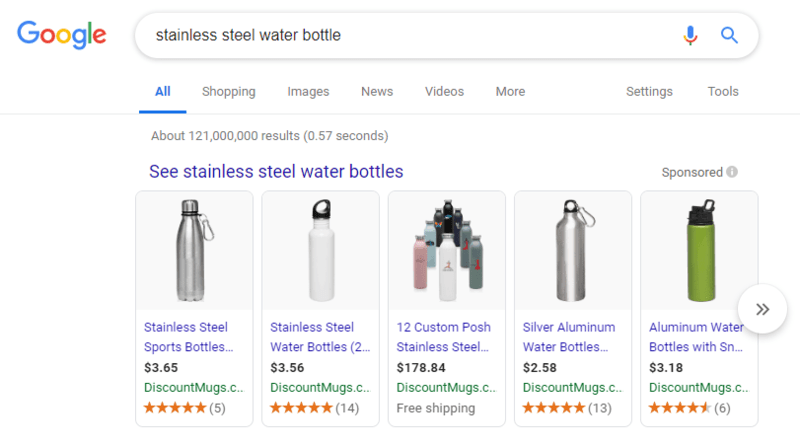 Google
stainless steel water bottle
All Shopping Images News Videos More Settings Tools
About 121,000,000 results (0.57 seconds)
See stainless steel water bottles
Sponsored
Stainless Steel
Sports Bottles...
$3.65
DiscountMugs.c...
(5)
Stainless Steel
Water Bottles (2...
$3.56
DiscountMugs.c...
(14)
12 Custom Posh
Stainless Steel...
$178.84
DiscountMugs.c...
Free shipping
Silver Aluminum
Water Bottles...
$2.58
DiscountMugs.c...
(13)
Aluminum Water
Bottles with Sn...
$3.18
DiscountMugs.c...
(6)